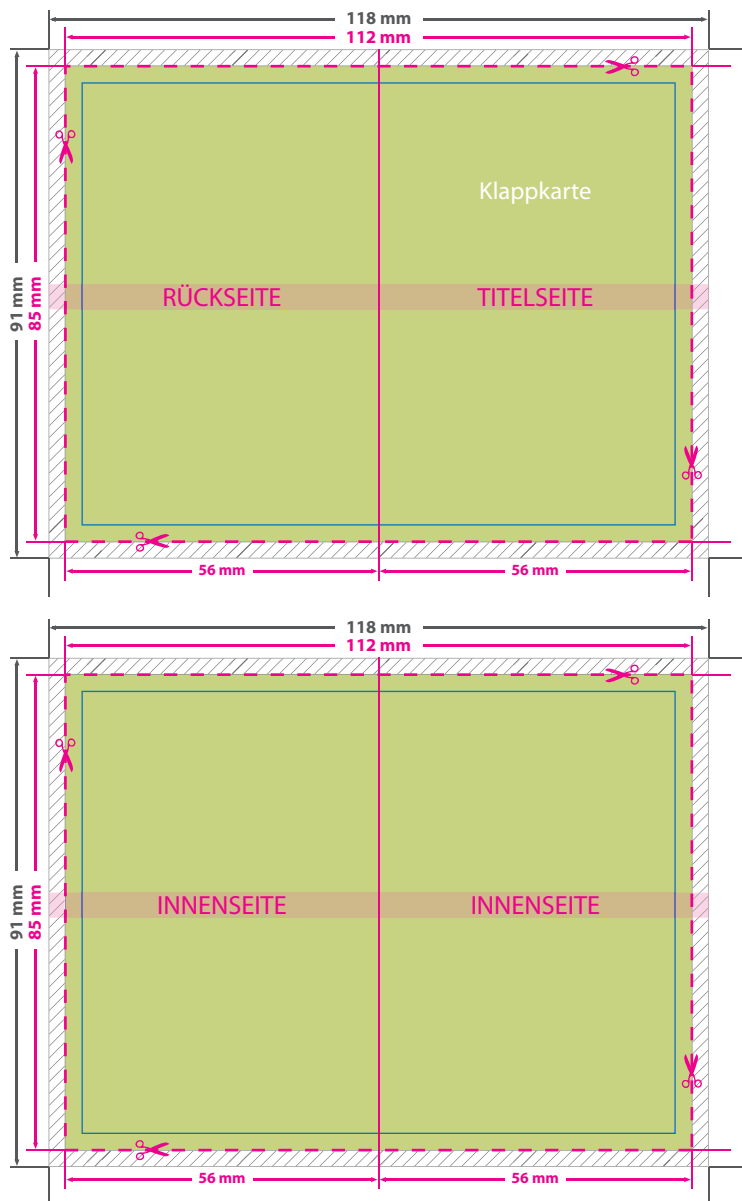 118 mm
112 mm
Klappkarte
91 mm
85 mm
RÜCKSEITE
TITELSEITE
56 mm
56 mm
118 mm
112 mm
91 mm
85 mm
INNENSEITE
INNENSEITE
56 mm
56 mm